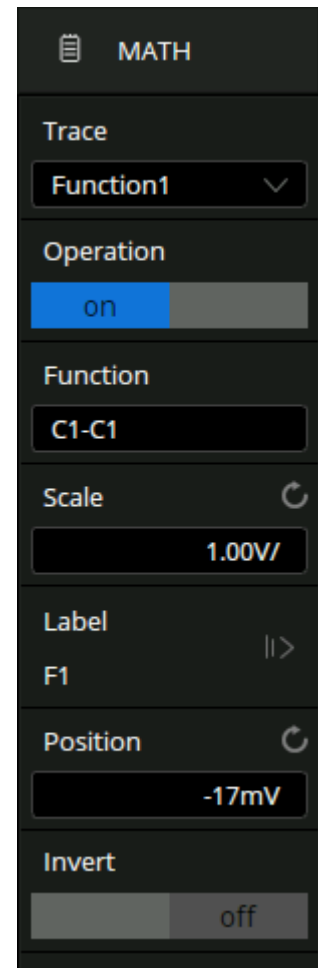 MATH
Trace
Function1
Operation
on
Function
C1-C1
Scale
1.00V/
Label
F1
Position
-17mV
Invert
off